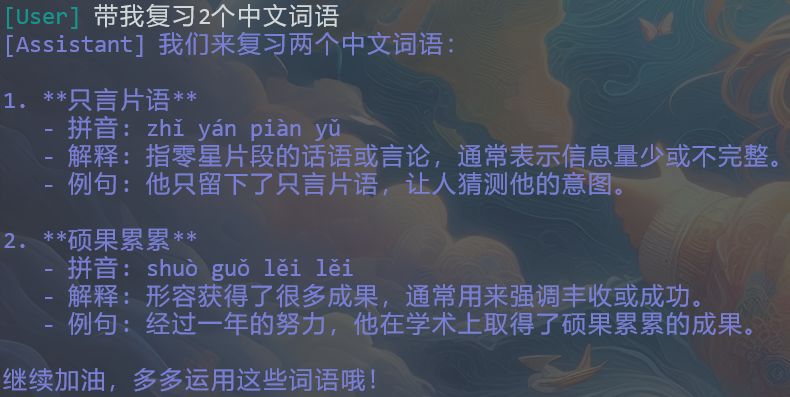 [User] 带我复习2个中文词语
[Assistant] 我们来复习两个中文词语：
1. **只言片语**
- 拼音: zhǐ yán piàn yǔ
- 解释: 指零星片段的话语或言论，通常表示信息量少或不完整。
- 例句: 他只留下了只言片语，让人猜测他的意图。
2. **硕果累累**
- 拼音: shuò guǒ lěi lěi
- 解释: 形容获得了很多成果，通常用来强调丰收或成功。
- 例句: 经过一年的努力，他在学术上取得了硕果累累的成果。
继续加油，多多运用这些词语哦！